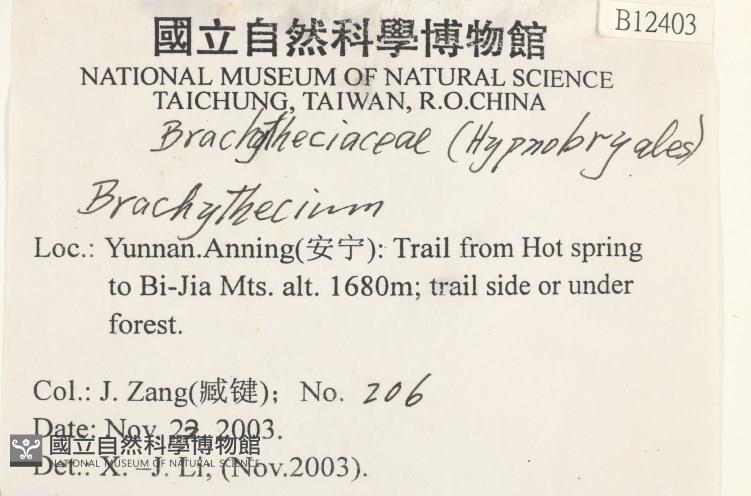 B12403
國立自然科學博物館
NATIONAL MUSEUM OF NATURAL SCIENCE
TAICHUNG, TAIWAN, R.O.CHINA
Brachytheciaceae (Hypnobryales)
Brachythecium
Loc.: Yunnan.Anning(安宁): Trail from Hot spring
to Bi-Jia Mts. alt. 1680m; trail side or under
forest.
Col.: J. Zang(臧键); No. 206
Date: Nov. 2003.
國立自然科學博物館
NATIONAL MUSEUM OF NATURAL SCIENCE
Det.: X. –J. Li, (Nov.2003).